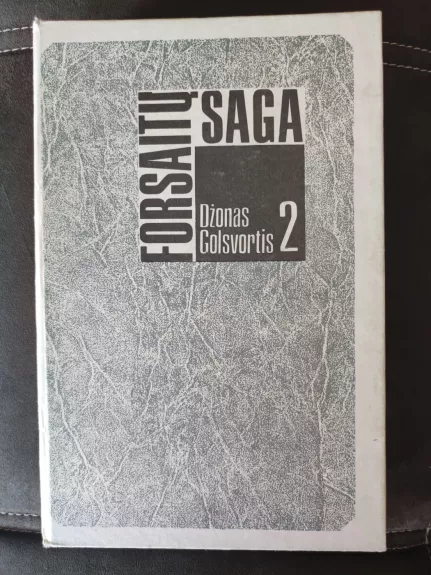 FORSAITŲ
SAGA
Džonas
Golsvortis 2